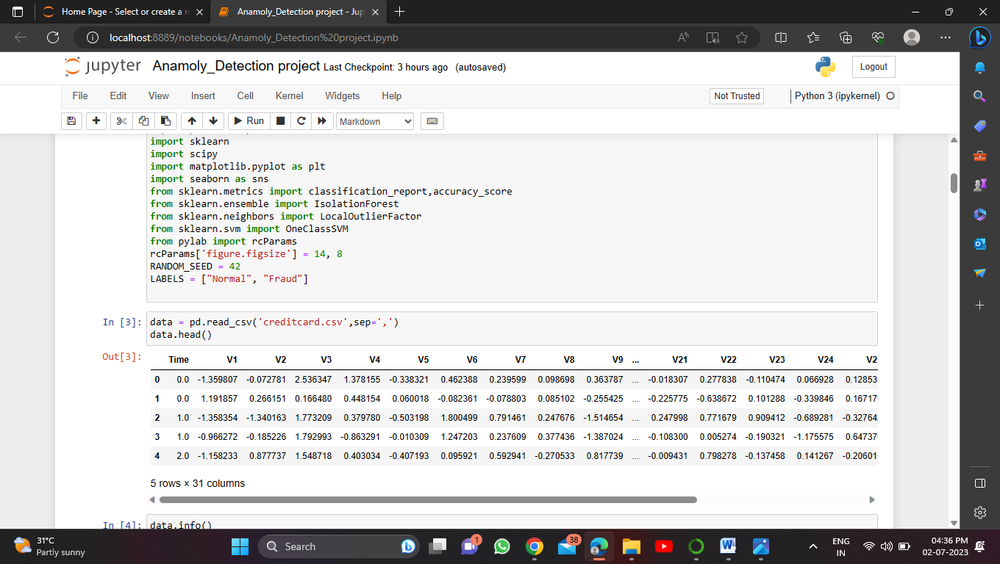 Home Page - Select or create a n
Anamoly_Detection project - Jup
localhost:8889/notebooks/Anamoly_Detection%20project.ipynb
jupyter Anamoly_Detection project Last Checkpoint: 3 hours ago (autosaved)
Logout
File Edit View Insert Cell Kernel Widgets Help
Not Trusted
Python 3 (ipykernel)
Run
Markdown
import sklearn
import scipy
import matplotlib.pyplot as plt
import seaborn as sns
from sklearn.metrics import classification_report,accuracy_score
from sklearn.ensemble import IsolationForest
from sklearn.neighbors import LocalOutlierFactor
from sklearn.svm import OneClassSVM
from pylab import rcParams
rcParams['figure.figsize'] = 14, 8
RANDOM_SEED = 42
LABELS = ["Normal", "Fraud"]
In [3]: data = pd.read_csv('creditcard.csv',sep=',')
data.head()
Out[3]:
Time V1 V2 V3 V4 V5 V6 V7 V8 V9 ... V21 V22 V23 V24 V2
0 0.0 -1.359807 -0.072781 2.536347 1.378155 -0.338321 0.462388 0.239599 0.098698 0.363787 ... -0.018307 0.277838 -0.110474 0.066928 0.12853
1 0.0 1.191857 0.266151 0.166480 0.448154 0.060018 -0.082361 -0.078803 0.085102 -0.255425 ... -0.225775 -0.638672 0.101288 -0.339846 0.16717
2 1.0 -1.358354 -1.340163 1.773209 0.379780 -0.503198 1.800499 0.791461 0.247676 -1.514654 ... 0.247998 0.771679 0.909412 -0.689281 -0.32764
3 1.0 -0.966272 -0.185226 1.792993 -0.863291 -0.010309 1.247203 0.237609 0.377436 -1.387024 ... -0.108300 0.005274 -0.190321 -1.175575 0.64737
4 2.0 -1.158233 0.877737 1.548718 0.403034 -0.407193 0.095921 0.592941 -0.270533 0.817739 ... -0.009431 0.798278 -0.137458 0.141267 -0.20601
5 rows × 31 columns
In [4]: data.info()
31°C
Partly sunny
Search
1
38
ENG
IN
04:36 PM
02-07-2023